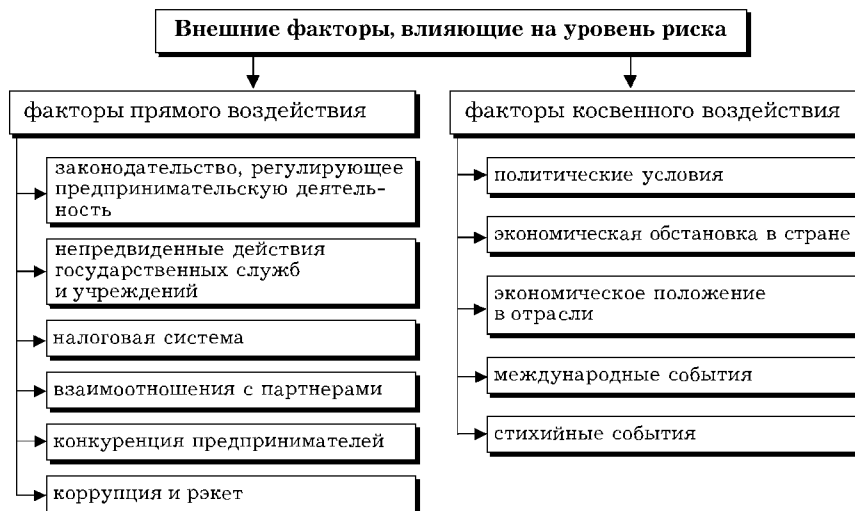 Внешние факторы, влияющие на уровень риска
факторы прямого воздействия
законодательство, регулирующее
предпринимательскую деятель-
ность
непредвиденные действия
государственных служб
и учреждений
налоговая система
взаимоотношения с партнерами
конкуренция предпринимателей
коррупция и рэкет
факторы косвенного воздействия
политические условия
экономическая обстановка в стране
экономическое положение
в отрасли
международные события
стихийные события